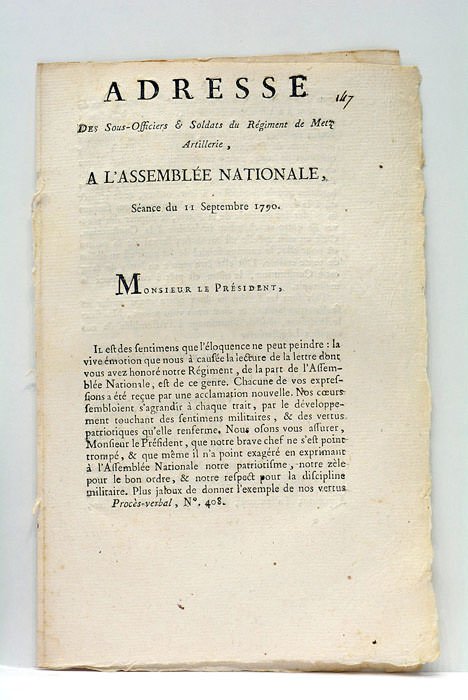 ADRESSE
147
DES Sous-Officiers & Soldats du Régiment de Metz
Artillerie,
A L'ASSEMBLÉE NATIONALE,
Séance du 11 Septembre 1790.
MONSIEUR LE PRÉSIDENT,
IL est des sentimens que l'éloquence ne peut peindre : la
vive émotion que nous à causée la lecture de la lettre dont
vous avez honoré notre Régiment, de la part de l'Assem-
blée Nationale, est de ce genre. Chacune de vos expres-
sions a été reçue par une acclamation nouvelle. Nos cœurs
sembloient s'agrandir à chaque trait, par le développe-
ment touchant des sentimens militaires, & des vertus
patriotiques qu'elle renferme. Nous osons vous assurer,
Monsieur le Président, que notre brave chef ne s'est point
trompé, & que même il n'a point exagéré en exprimant
à l'Assemblée Nationale notre patriotisme, notre zèle
pour le bon ordre, & notre respect pour la discipline
militaire. Plus jaloux de donner l'exemple de nos vertus
Procès-verbal, N°. 408.